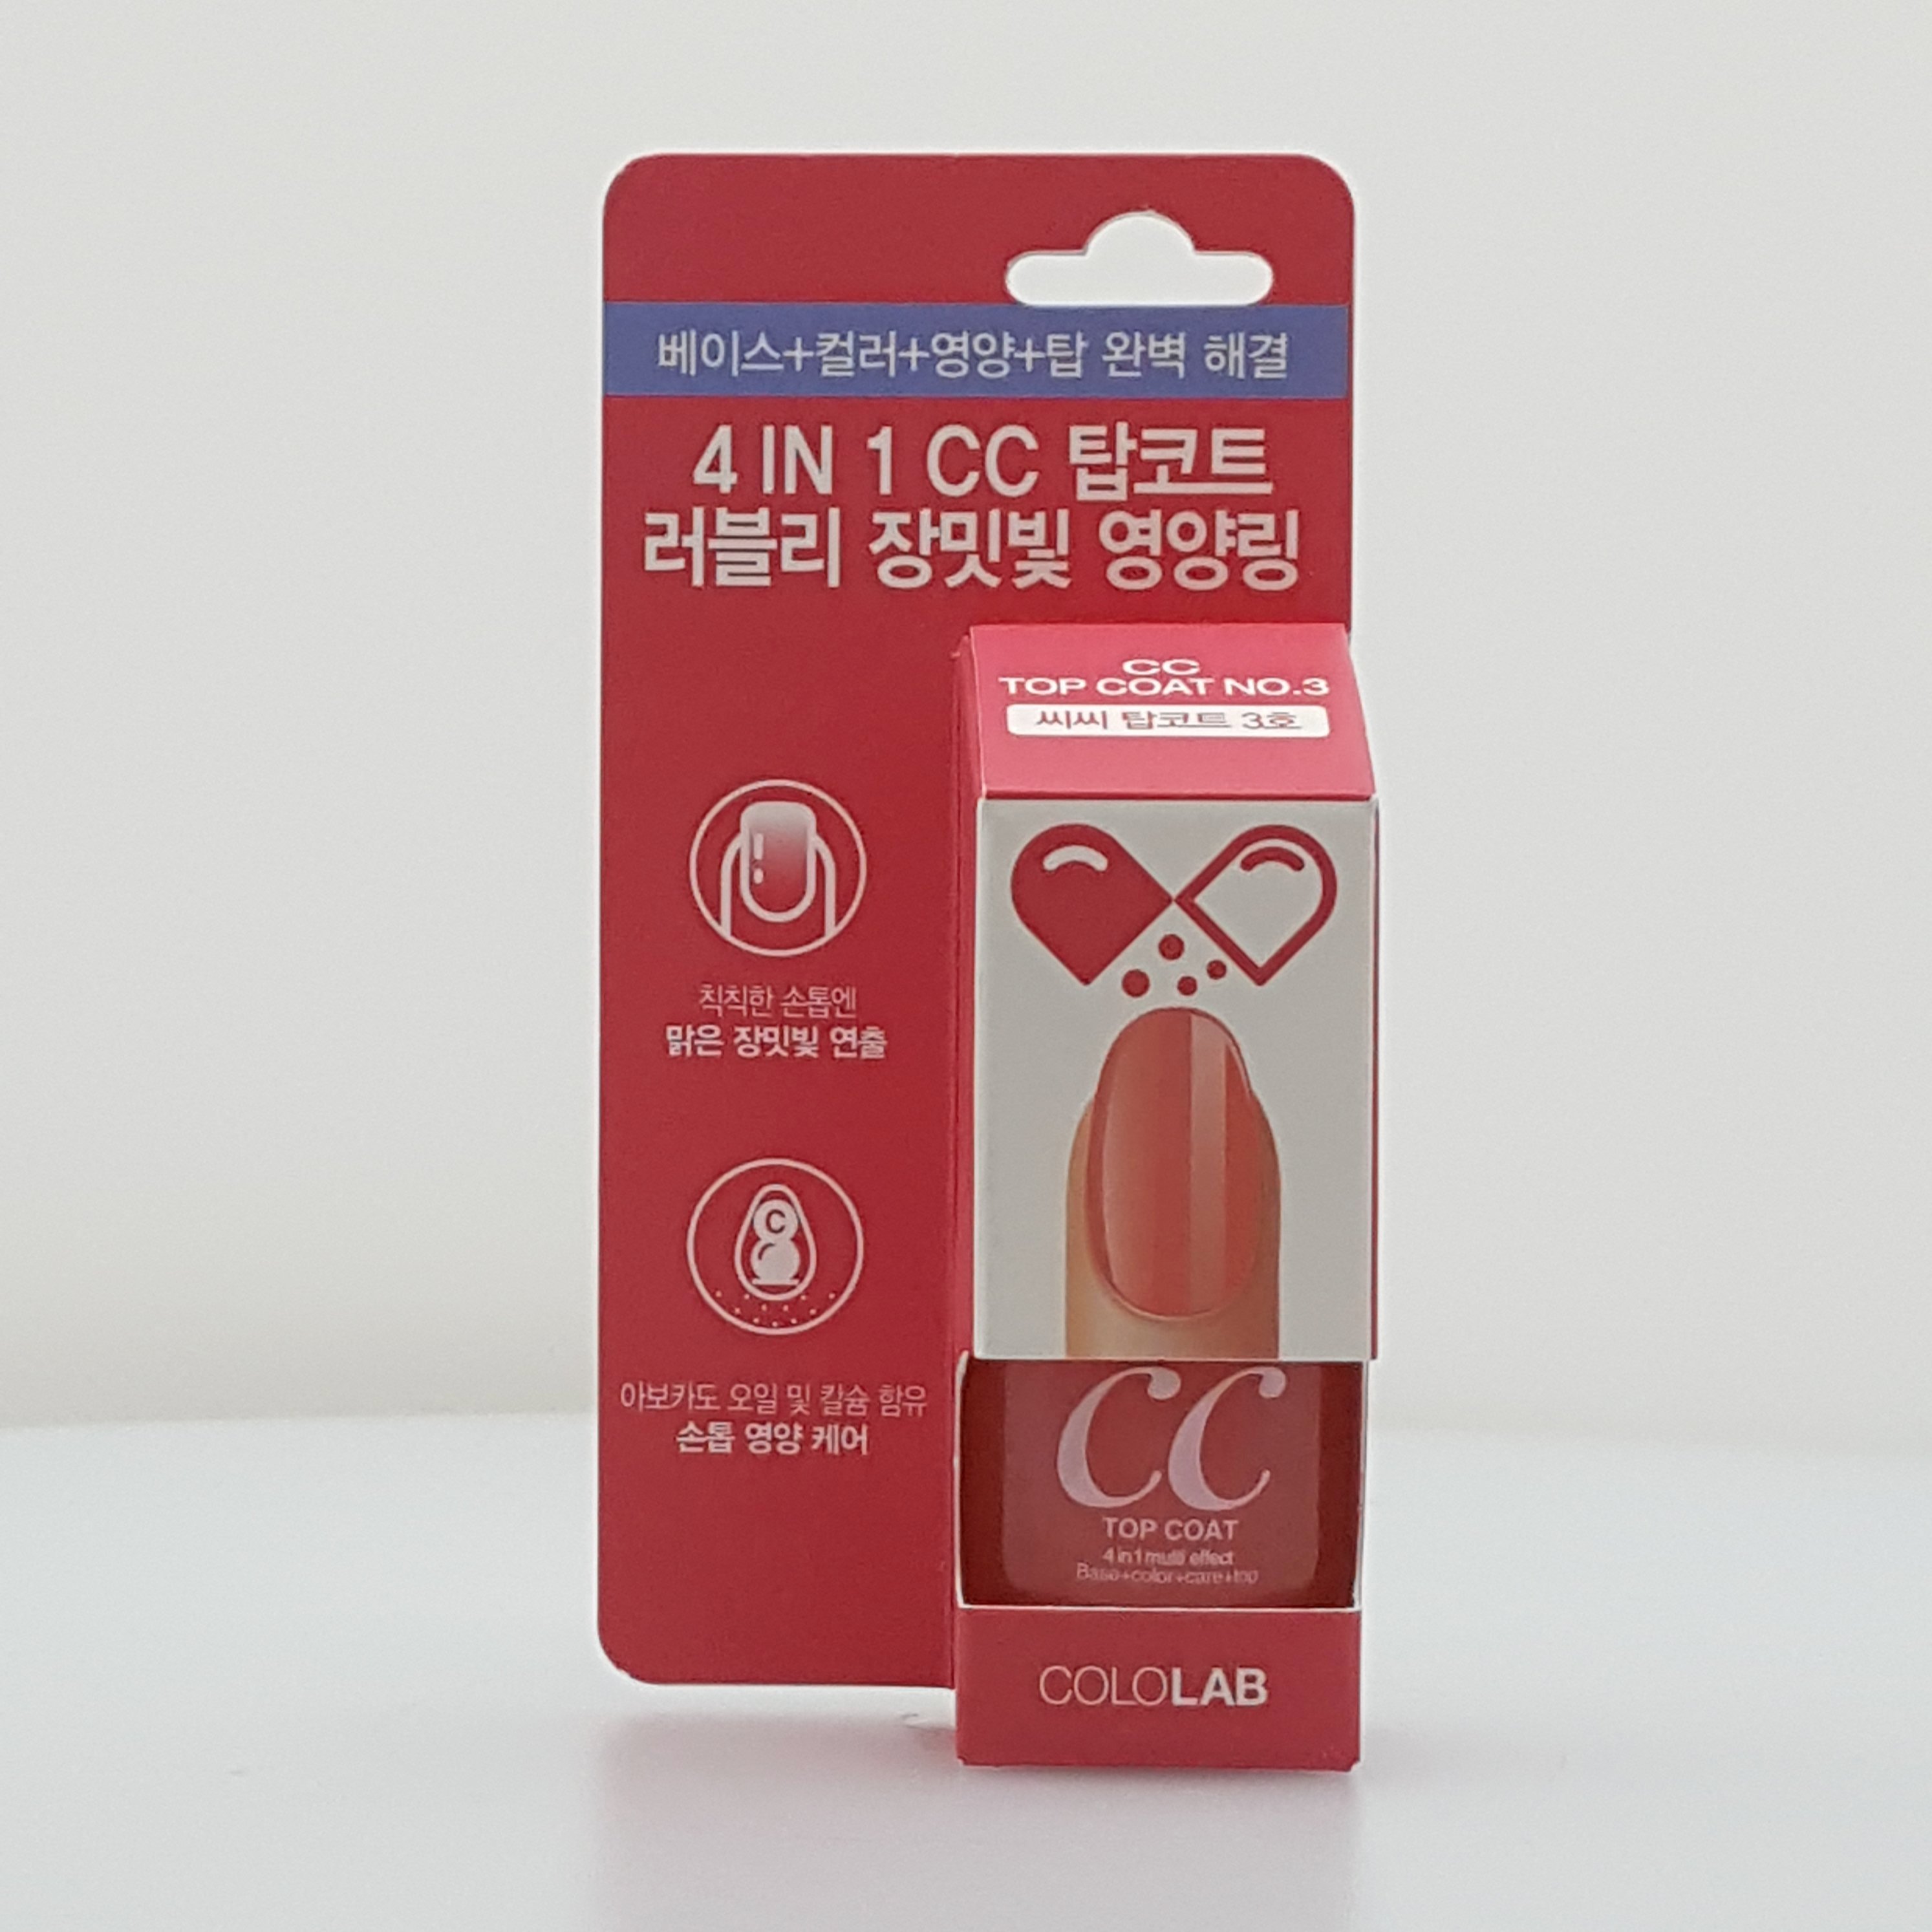 베이스+컬러+영양+탑 완벽 해결
4 IN 1 CC 탑코트
러블리 장밋빛 영양링
CC
TOP COAT NO.3
씨씨 탑코트 3호
칙칙한 손톱엔
맑은 장밋빛 연출
C
아보카도 오일 및 칼슘 함유
손톱 영양 케어
CC
TOP COAT
4 in 1 multi effect
Base+color+care+top
COLOLAB